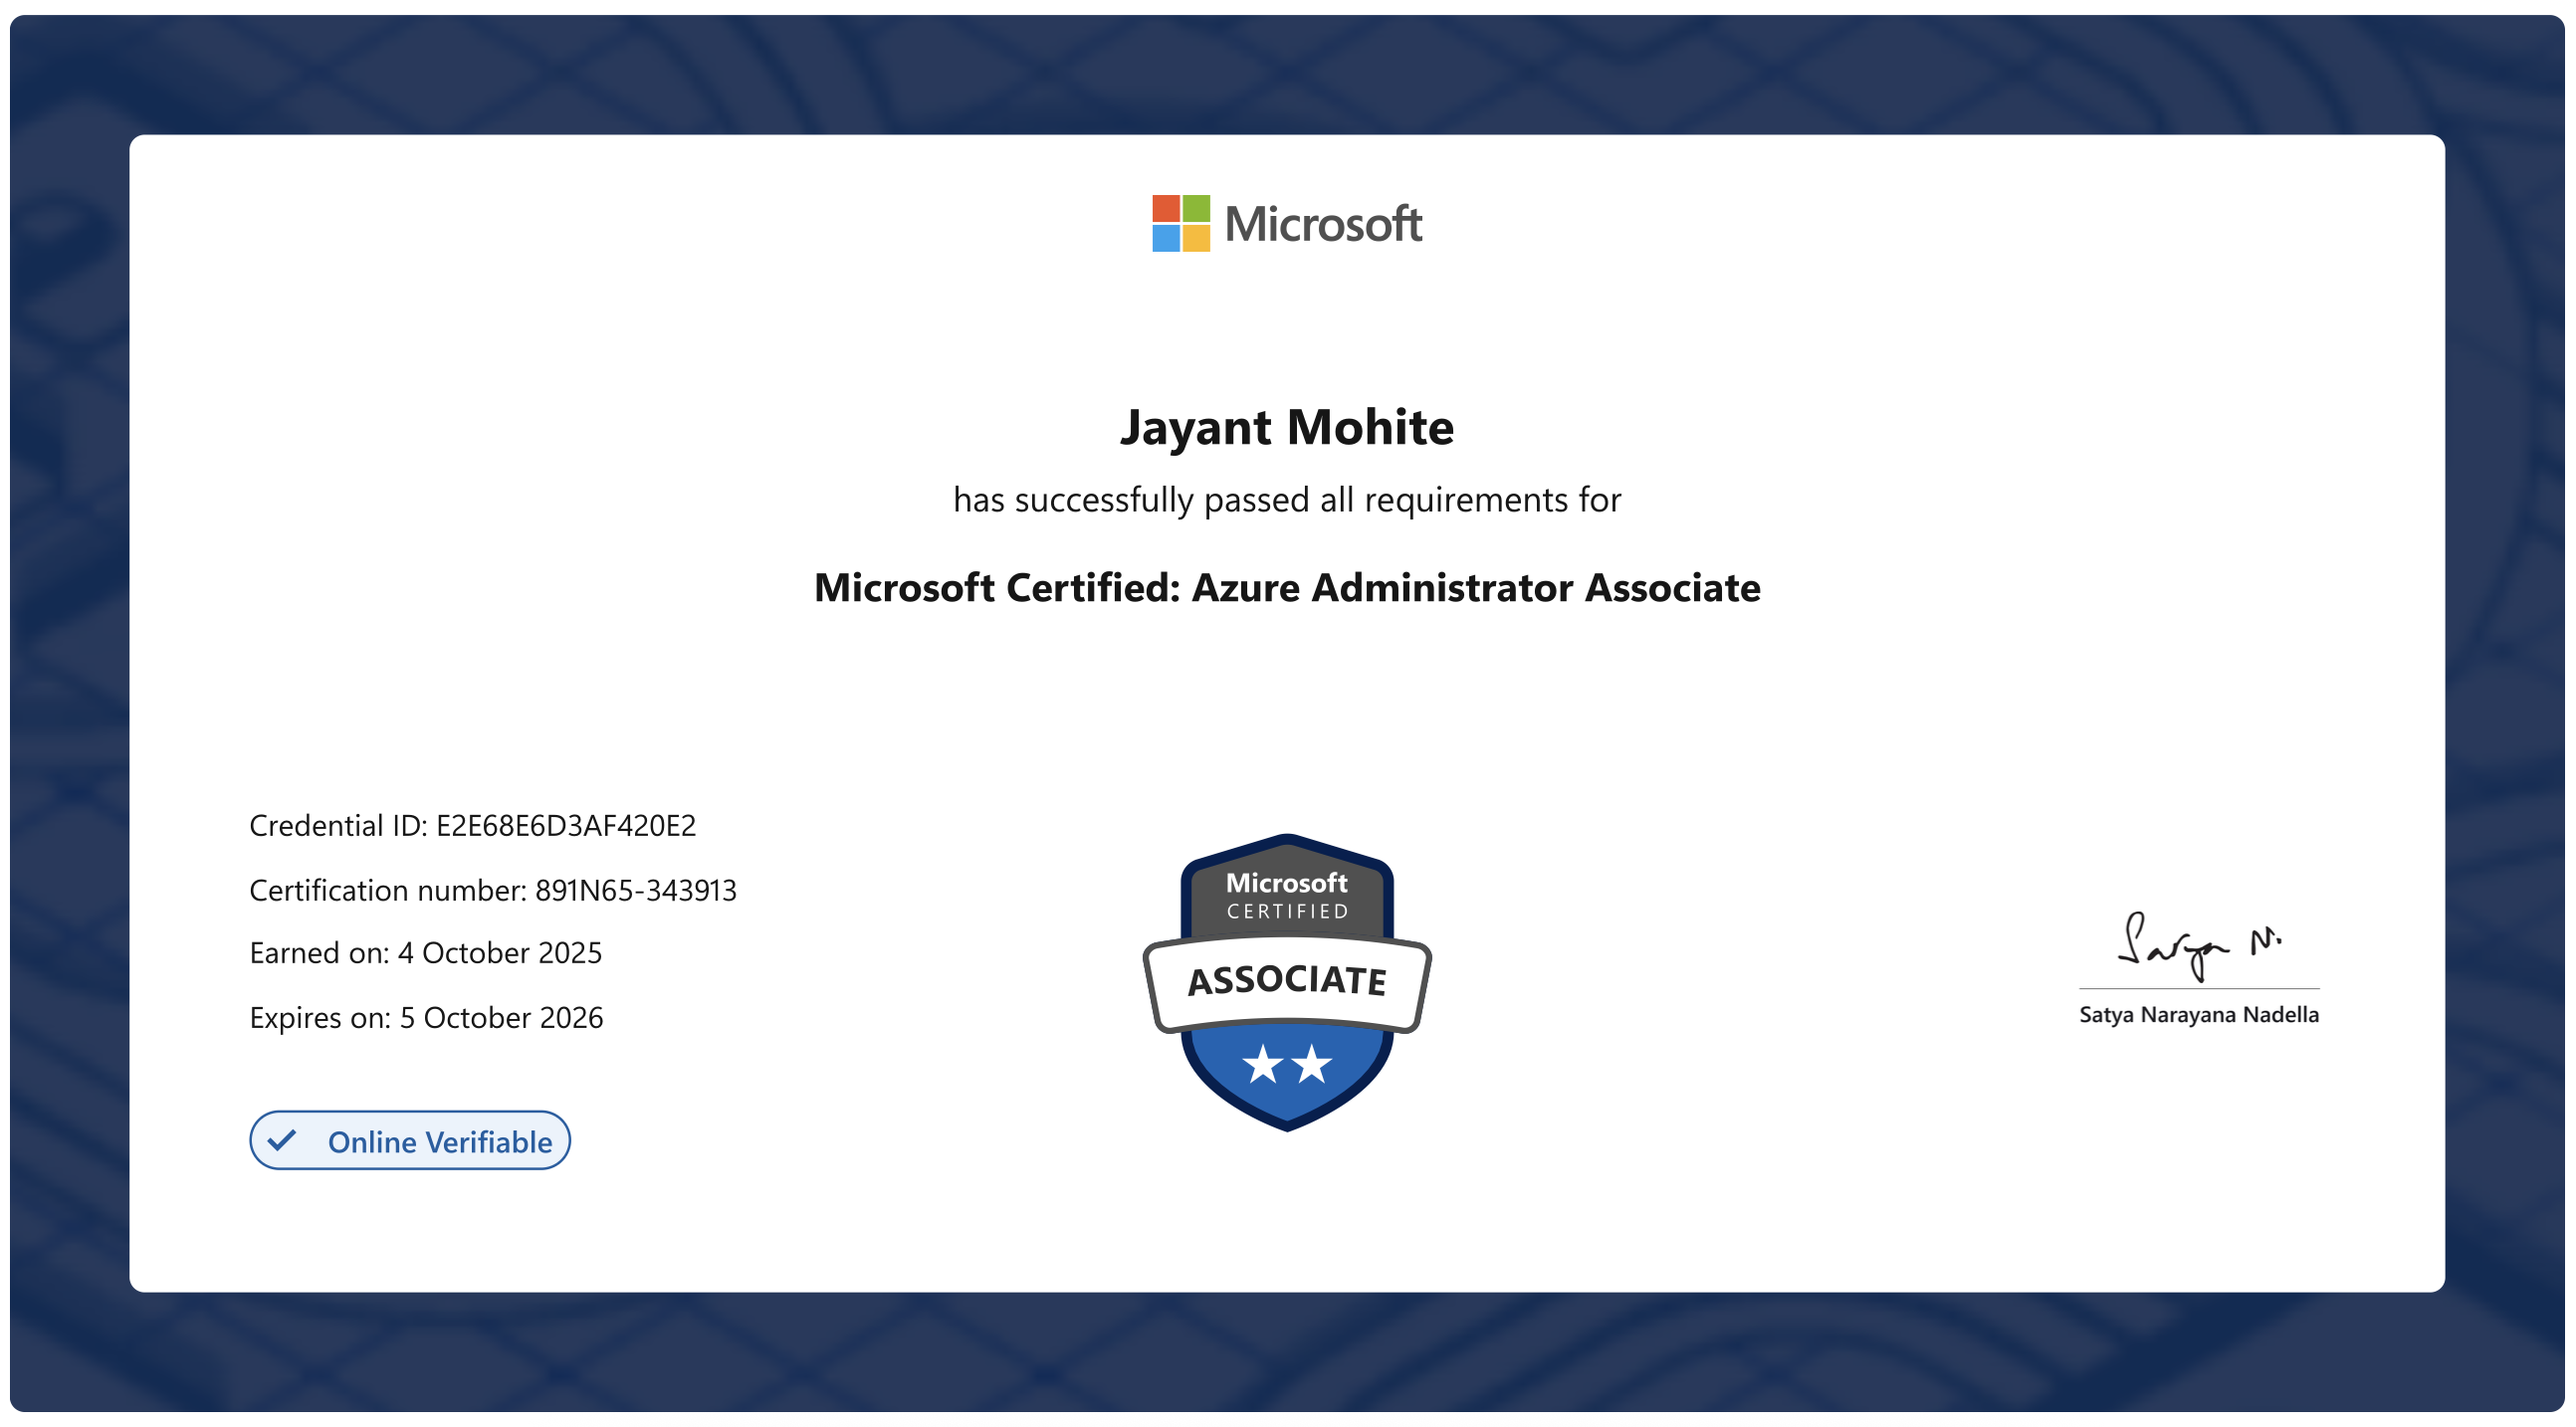 Microsoft
Jayant Mohite
has successfully passed all requirements for
Microsoft Certified: Azure Administrator Associate
Credential ID: E2E68E6D3AF420E2
Certification number: 891N65-343913
Earned on: 4 October 2025
Expires on: 5 October 2026
Online Verifiable
Microsoft
CERTIFIED
ASSOCIATE
Satya N.
Satya Narayana Nadella